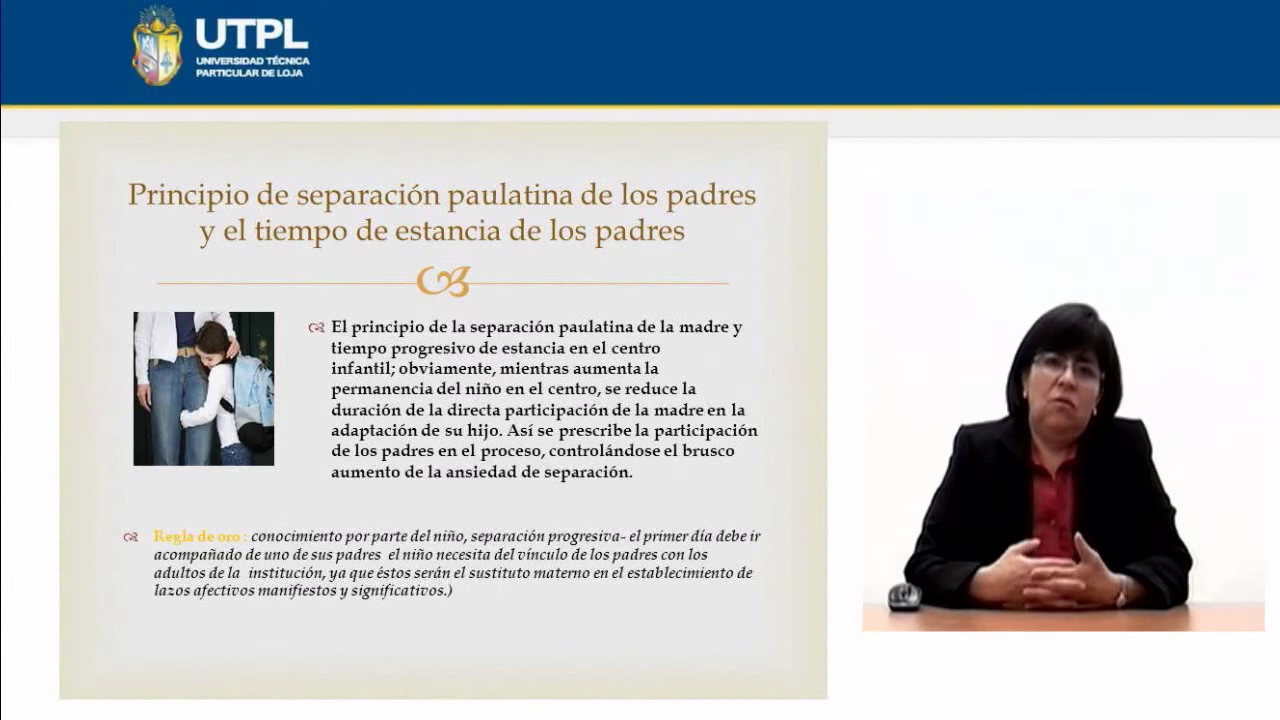 UTPL
UNIVERSIDAD TÉCNICA
PARTICULAR DE LOJA
Principio de separación paulatina de los padres
y el tiempo de estancia de los padres
El principio de la separación paulatina de la madre y
tiempo progresivo de estancia en el centro
infantil; obviamente, mientras aumenta la
permanencia del niño en el centro, se reduce la
duración de la directa participación de la madre en la
adaptación de su hijo. Así se prescribe la participación
de los padres en el proceso, controlándose el brusco
aumento de la ansiedad de separación.
Regla de oro : conocimiento por parte del niño, separación progresiva- el primer día debe ir
acompañado de uno de sus padres el niño necesita del vínculo de los padres con los
adultos de la institución, ya que éstos serán el sustituto materno en el establecimiento de
lazos afectivos manifiestos y significativos.)